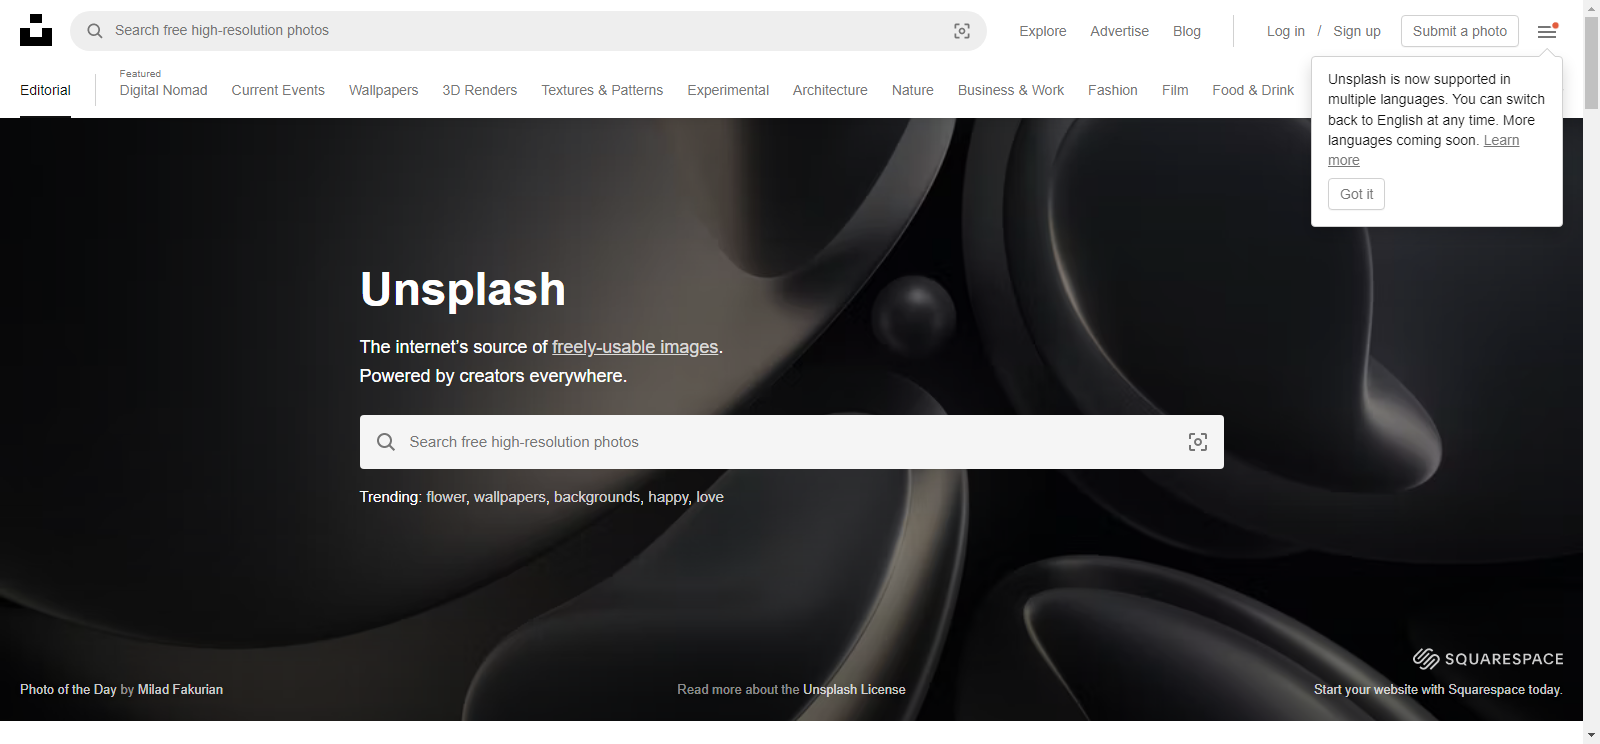 Search free high-resolution photos
Explore
Advertise
Blog
Log in / Sign up
Submit a photo
Editorial
Featured
Digital Nomad
Current Events
Wallpapers
3D Renders
Textures & Patterns
Experimental
Architecture
Nature
Business & Work
Fashion
Film
Food & Drink
Unsplash is now supported in
multiple languages. You can switch
back to English at any time. More
languages coming soon. Learn
more
Got it
Unsplash
The internet’s source of freely-usable images.
Powered by creators everywhere.
Search free high-resolution photos
Trending: flower, wallpapers, backgrounds, happy, love
SQUARESPACE
Photo of the Day by Milad Fakurian
Read more about the Unsplash License
Start your website with Squarespace today.